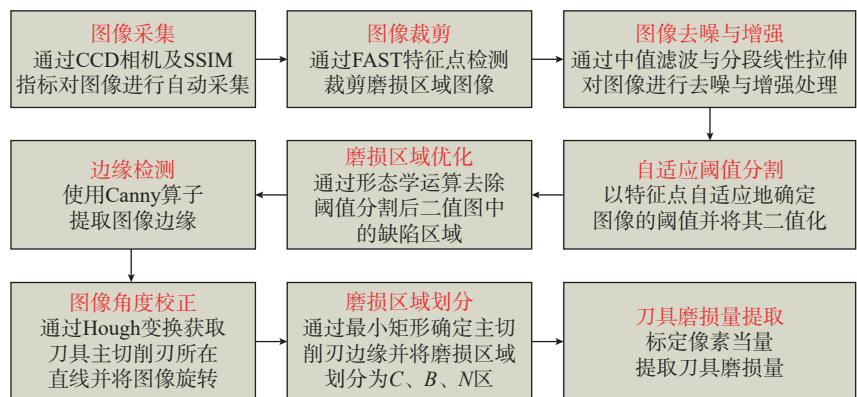 图像采集
通过CCD相机及SSIM
指标对图像进行自动采集
图像裁剪
通过FAST特征点检测
裁剪磨损区域图像
图像去噪与增强
通过中值滤波与分段线性拉伸
对图像进行去噪与增强处理
自适应阈值分割
以特征点自适应地确定
图像的阈值并将其二值化
磨损区域优化
通过形态学运算去除
阈值分割后二值图中
的缺陷区域
边缘检测
使用Canny算子
提取图像边缘
图像角度校正
通过Hough变换获取
刀具主切削刃所在
直线并将图像旋转
磨损区域划分
通过最小矩形确定主切
削刃边缘并将磨损区域
划分为C、B、N区
刀具磨损量提取
标定像素当量
提取刀具磨损量